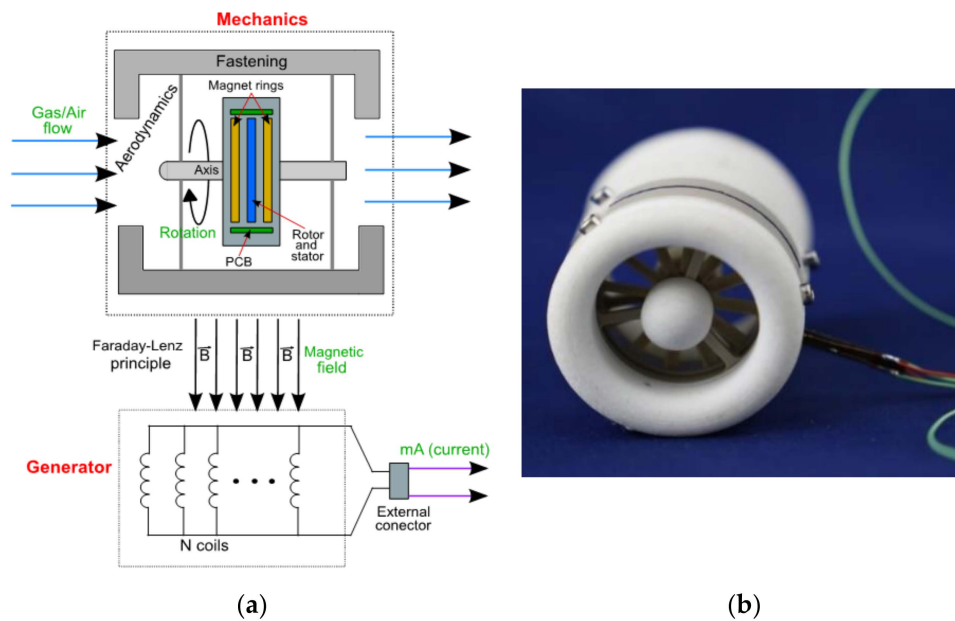 Mechanics
Fastening
Magnet rings
Gas/Air
flow
Aerodynamics
Axis
Rotation
Rotor
and
stator
PCB
Faraday-Lenz
principle
B
B
B
Magnetic
field
Generator
mA (current)
External
conector
N coils
(a)
(b)